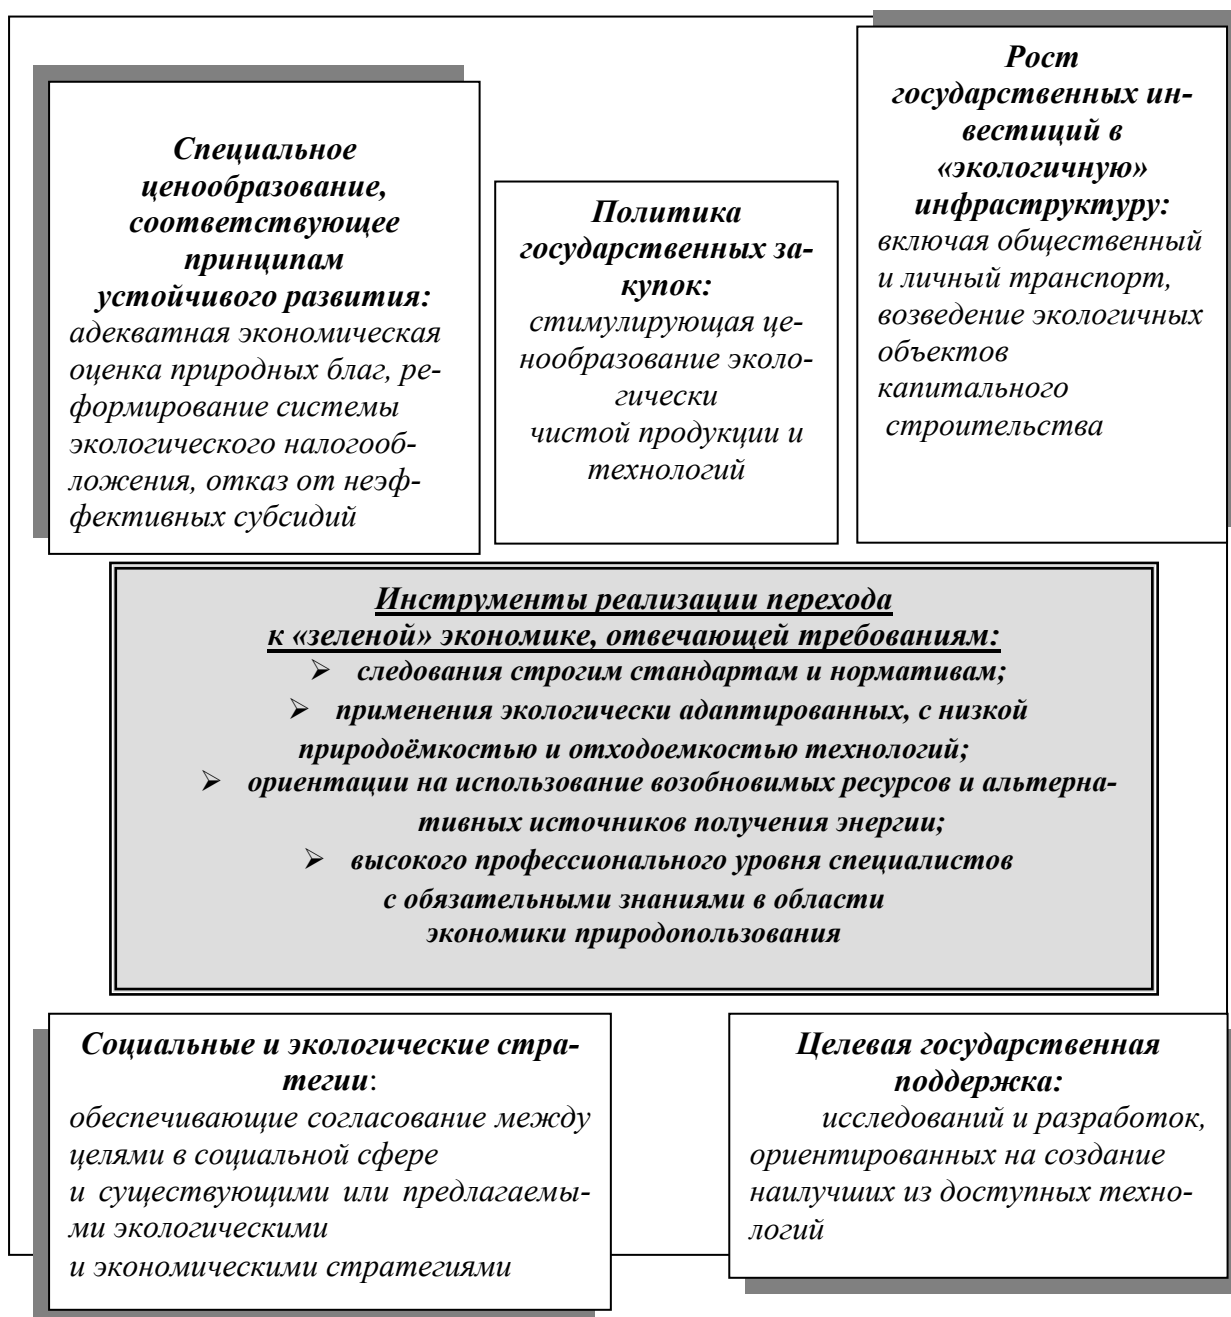 Специальное
ценообразование,
соответствующее
принципам
устойчивого развития:
адекватная экономическая
оценка природных благ, ре-
формирование системы
экологического налогооб-
ложения, отказ от неэф-
фективных субсидий
Политика
государственных за-
купок:
стимулирующая це-
нообразование эколо-
гически
чистой продукции и
технологий
Рост
государственных ин-
вестиций в
«экологичную»
инфраструктуру:
включая общественный
и личный транспорт,
возведение экологичных
объектов
капитального
строительства
Инструменты реализации перехода
к «зеленой» экономике, отвечающей требованиям:
➢ следования строгим стандартам и нормативам;
➢ применения экологически адаптированных, с низкой
природоёмкостью и отходоемкостью технологий;
➢ ориентации на использование возобновимых ресурсов и альтерна-
тивных источников получения энергии;
➢ высокого профессионального уровня специалистов
с обязательными знаниями в области
экономики природопользования
Социальные и экологические стра-
тегии:
обеспечивающие согласование между
целями в социальной сфере
и существующими или предлагаемы-
ми экологическими
и экономическими стратегиями
Целевая государственная
поддержка:
исследований и разработок,
ориентированных на создание
наилучших из доступных техно-
логий